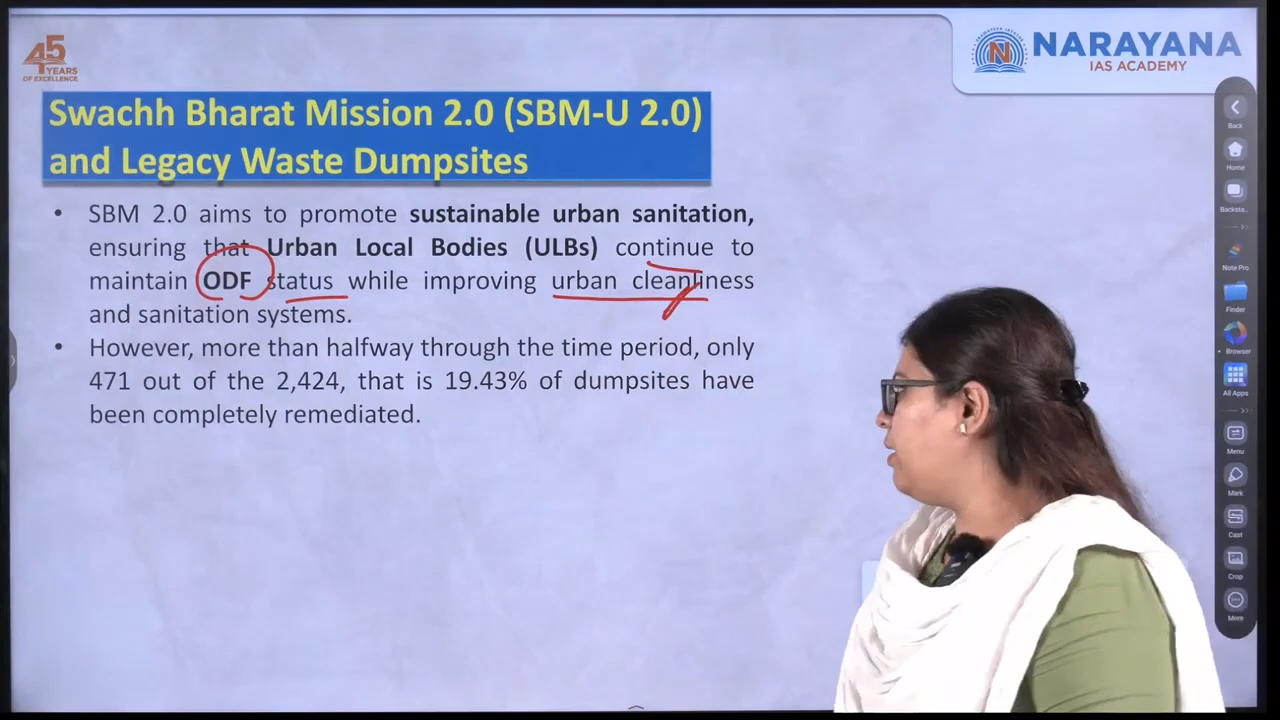 45
YEARS
OF EXCELLENCE
N
NARAYANA
IAS ACADEMY
Swachh Bharat Mission 2.0 (SBM-U 2.0)
and Legacy Waste Dumpsites
• SBM 2.0 aims to promote sustainable urban sanitation,
ensuring that Urban Local Bodies (ULBs) continue to
maintain ODF status while improving urban cleanliness
and sanitation systems.
• However, more than halfway through the time period, only
471 out of the 2,424, that is 19.43% of dumpsites have
been completely remediated.
Back
Home
Backsta..
Note Pro
Finder
Browser
All Apps
Menu
Mark
Cast
Crop
More